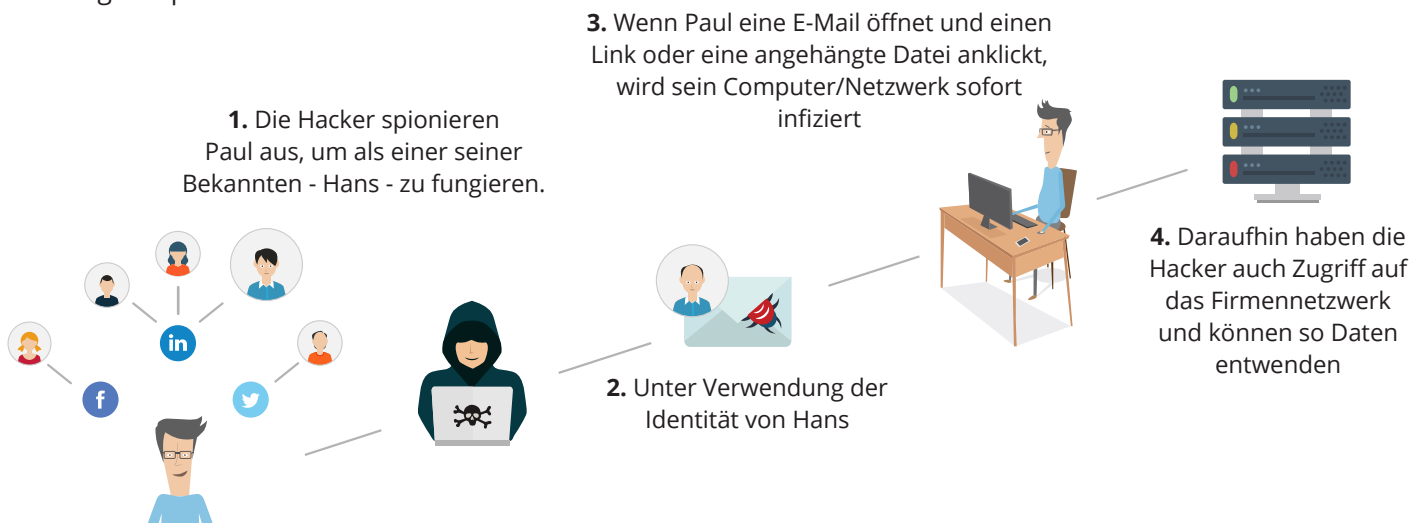 1. Die Hacker spionieren
Paul aus, um als einer seiner
Bekannten - Hans - zu fungieren.
in
f
2. Unter Verwendung der
Identität von Hans
3. Wenn Paul eine E-Mail öffnet und einen
Link oder eine angehängte Datei anklickt,
wird sein Computer/Netzwerk sofort
infiziert
4. Daraufhin haben die
Hacker auch Zugriff auf
das Firmennetzwerk
und können so Daten
entwenden